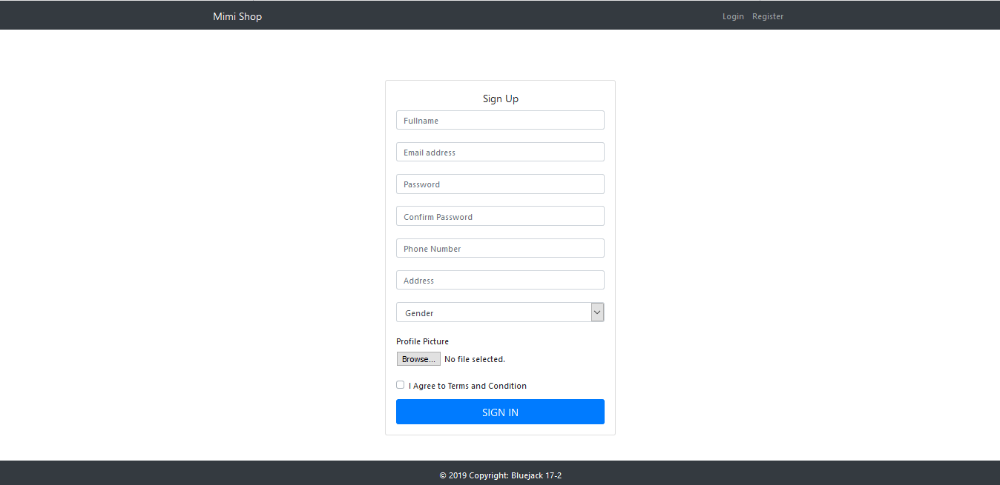 Mimi Shop
Login Register
Sign Up
Fullname
Email address
Password
Confirm Password
Phone Number
Address
Gender
Profile Picture
Browse... No file selected.
I Agree to Terms and Condition
SIGN IN
© 2019 Copyright: Bluejack 17-2